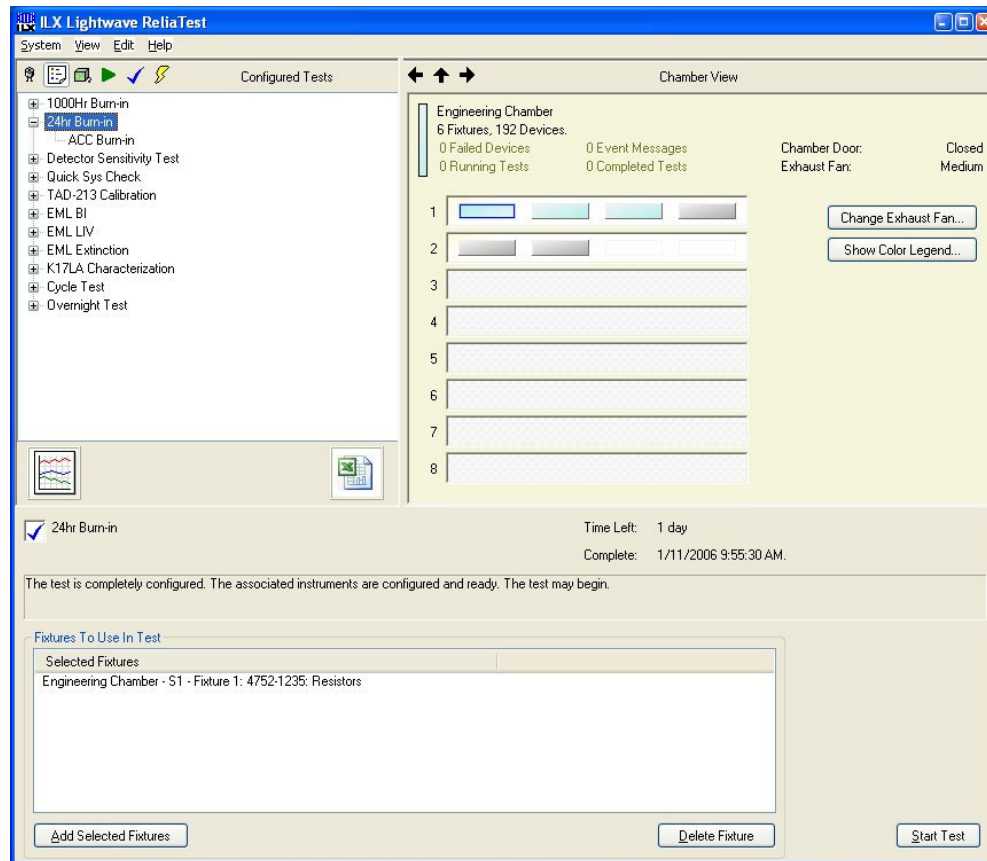 ILX Lightwave ReliaTest
System View Edit Help
Configured Tests
1000Hr Burn-in
24hr Burn-in
ACC Burn-in
Detector Sensitivity Test
Quick Sys Check
TAD-213 Calibration
EML BI
EML LIV
EML Extinction
K17LA Characterization
Cycle Test
Overnight Test
Chamber View
Engineering Chamber
6 Fixtures, 192 Devices.
0 Failed Devices 0 Event Messages
0 Running Tests 0 Completed Tests
Chamber Door: Closed
Exhaust Fan: Medium
1
2
3
4
5
6
7
8
Change Exhaust Fan...
Show Color Legend...
24hr Burn-in
Time Left: 1 day
Complete: 1/11/2006 9:55:30 AM.
The test is completely configured. The associated instruments are configured and ready. The test may begin.
Fixtures To Use In Test
Selected Fixtures
Engineering Chamber - S1 - Fixture 1: 4752-1235: Resistors
Add Selected Fixtures
Delete Fixture
Start Test